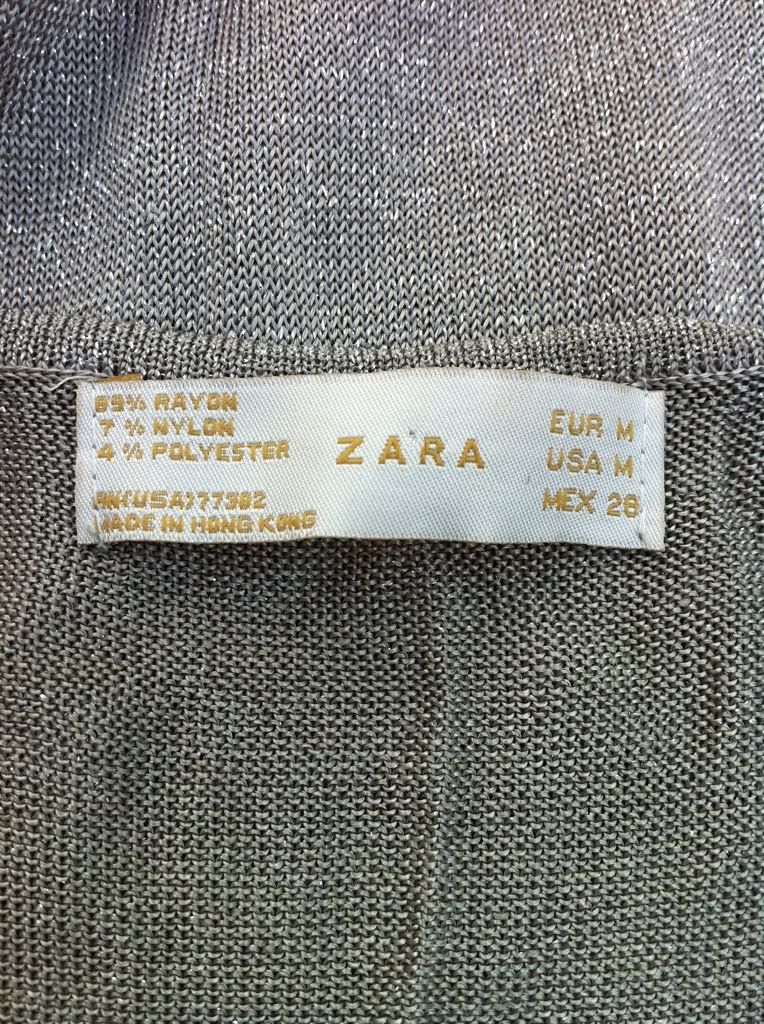 89% RAYON
7 % NYLON
4 % POLYESTER
RN(USA)77302
MADE IN HONG KONG
ZARA
EUR M
USA M
MEX 28